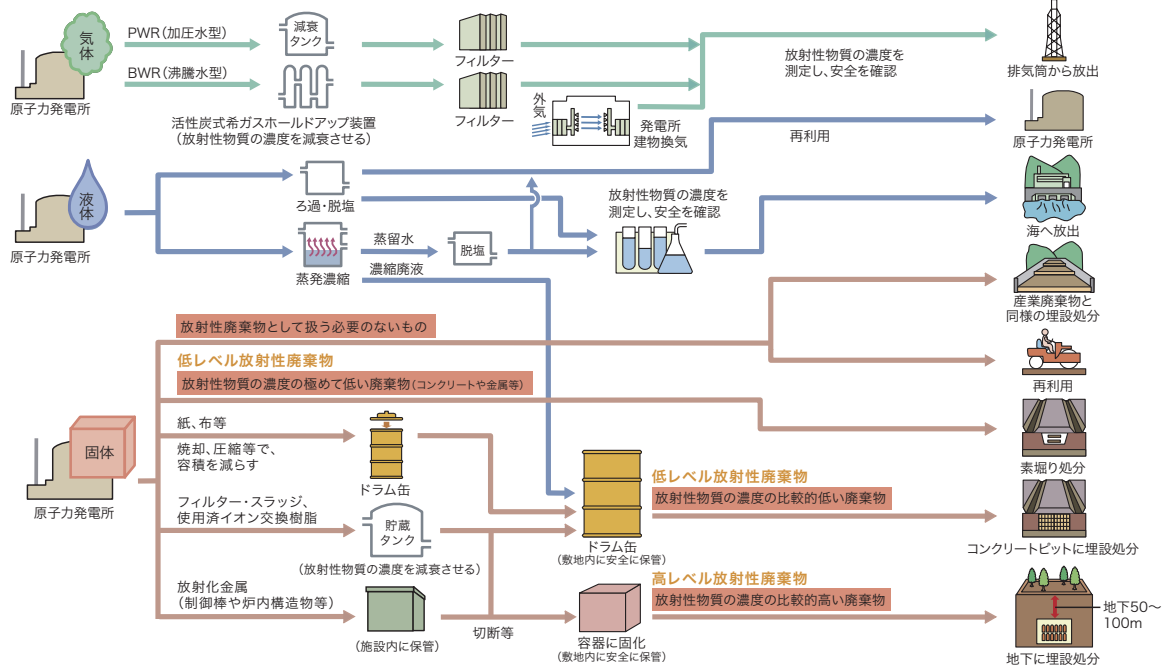 気体
原子力発電所
PWR(加圧水型)
減衰
タンク
フィルター
BWR(沸騰水型)
活性炭式希ガスホールドアップ装置
(放射性物質の濃度を減衰させる)
フィルター
外気
発電所
建物換気
放射性物質の濃度を
測定し、安全を確認
排気筒から放出
液体
原子力発電所
ろ過・脱塩
再利用
原子力発電所
蒸発濃縮
蒸留水
脱塩
濃縮廃液
放射性物質の濃度を
測定し、安全を確認
海へ放出
固体
原子力発電所
放射性廃棄物として扱う必要のないもの
産業廃棄物と
同様の埋設処分
再利用
低レベル放射性廃棄物
放射性物質の濃度の極めて低い廃棄物(コンクリートや金属等)
素堀り処分
紙、布等
焼却、圧縮等で、
容積を減らす
ドラム缶
フィルター・スラッジ、
使用済イオン交換樹脂
貯蔵
タンク
(放射性物質の濃度を減衰させる)
ドラム缶
(敷地内に安全に保管)
低レベル放射性廃棄物
放射性物質の濃度の比較的低い廃棄物
コンクリートピットに埋設処分
放射化金属
(制御棒や炉内構造物等)
(施設内に保管)
切断等
容器に固化
(敷地内に安全に保管)
高レベル放射性廃棄物
放射性物質の濃度の比較的高い廃棄物
地下50〜
100m
地下に埋設処分